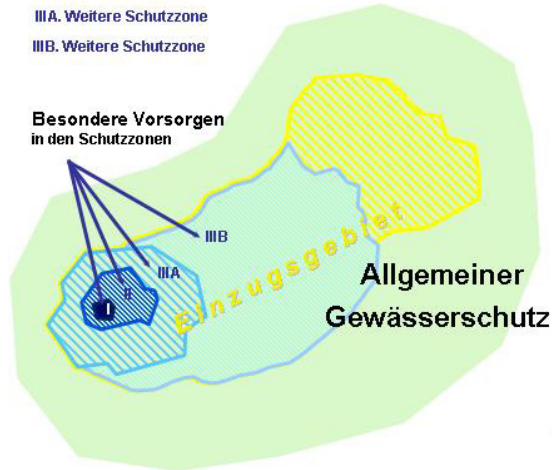 IIIA. Weitere Schutzzone
IIIB. Weitere Schutzzone
Besondere Vorsorgen
in den Schutzzonen
IIIB
IIIA
II
I
Einzugsgebiet
Allgemeiner
Gewässerschutz